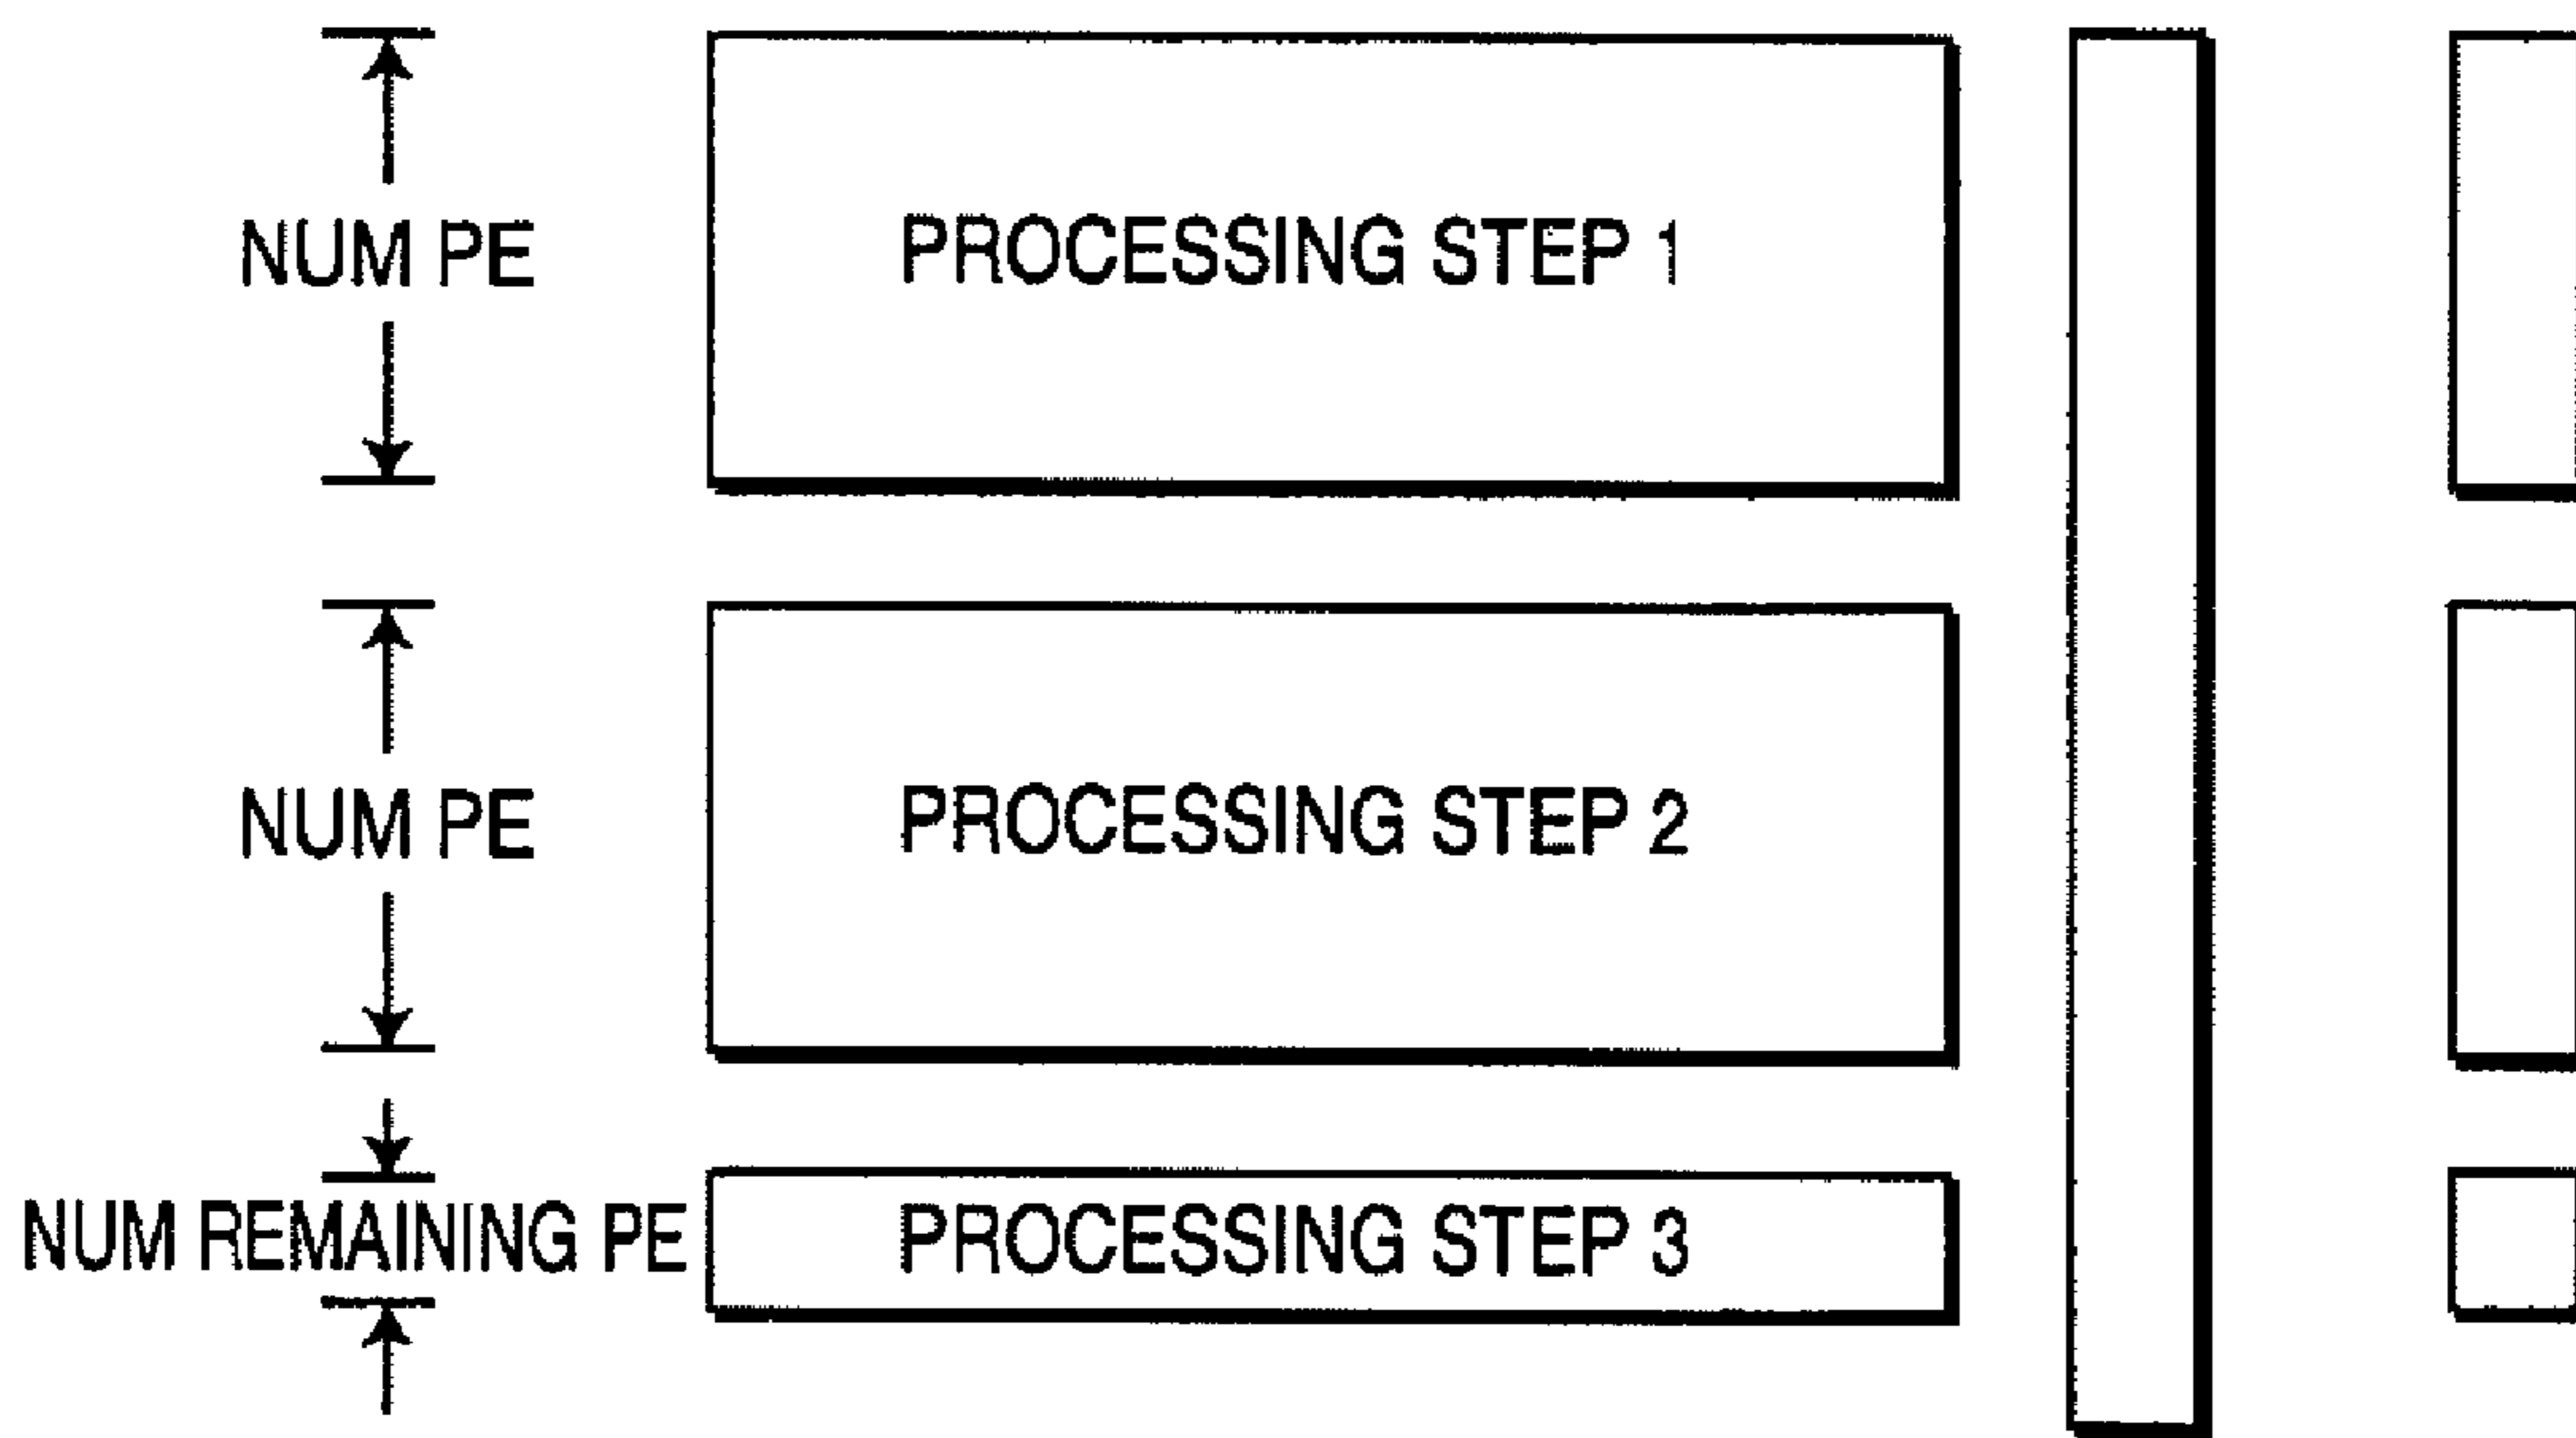 NUM PE
PROCESSING STEP 1
NUM PE
PROCESSING STEP 2
NUM REMAINING PE
PROCESSING STEP 3